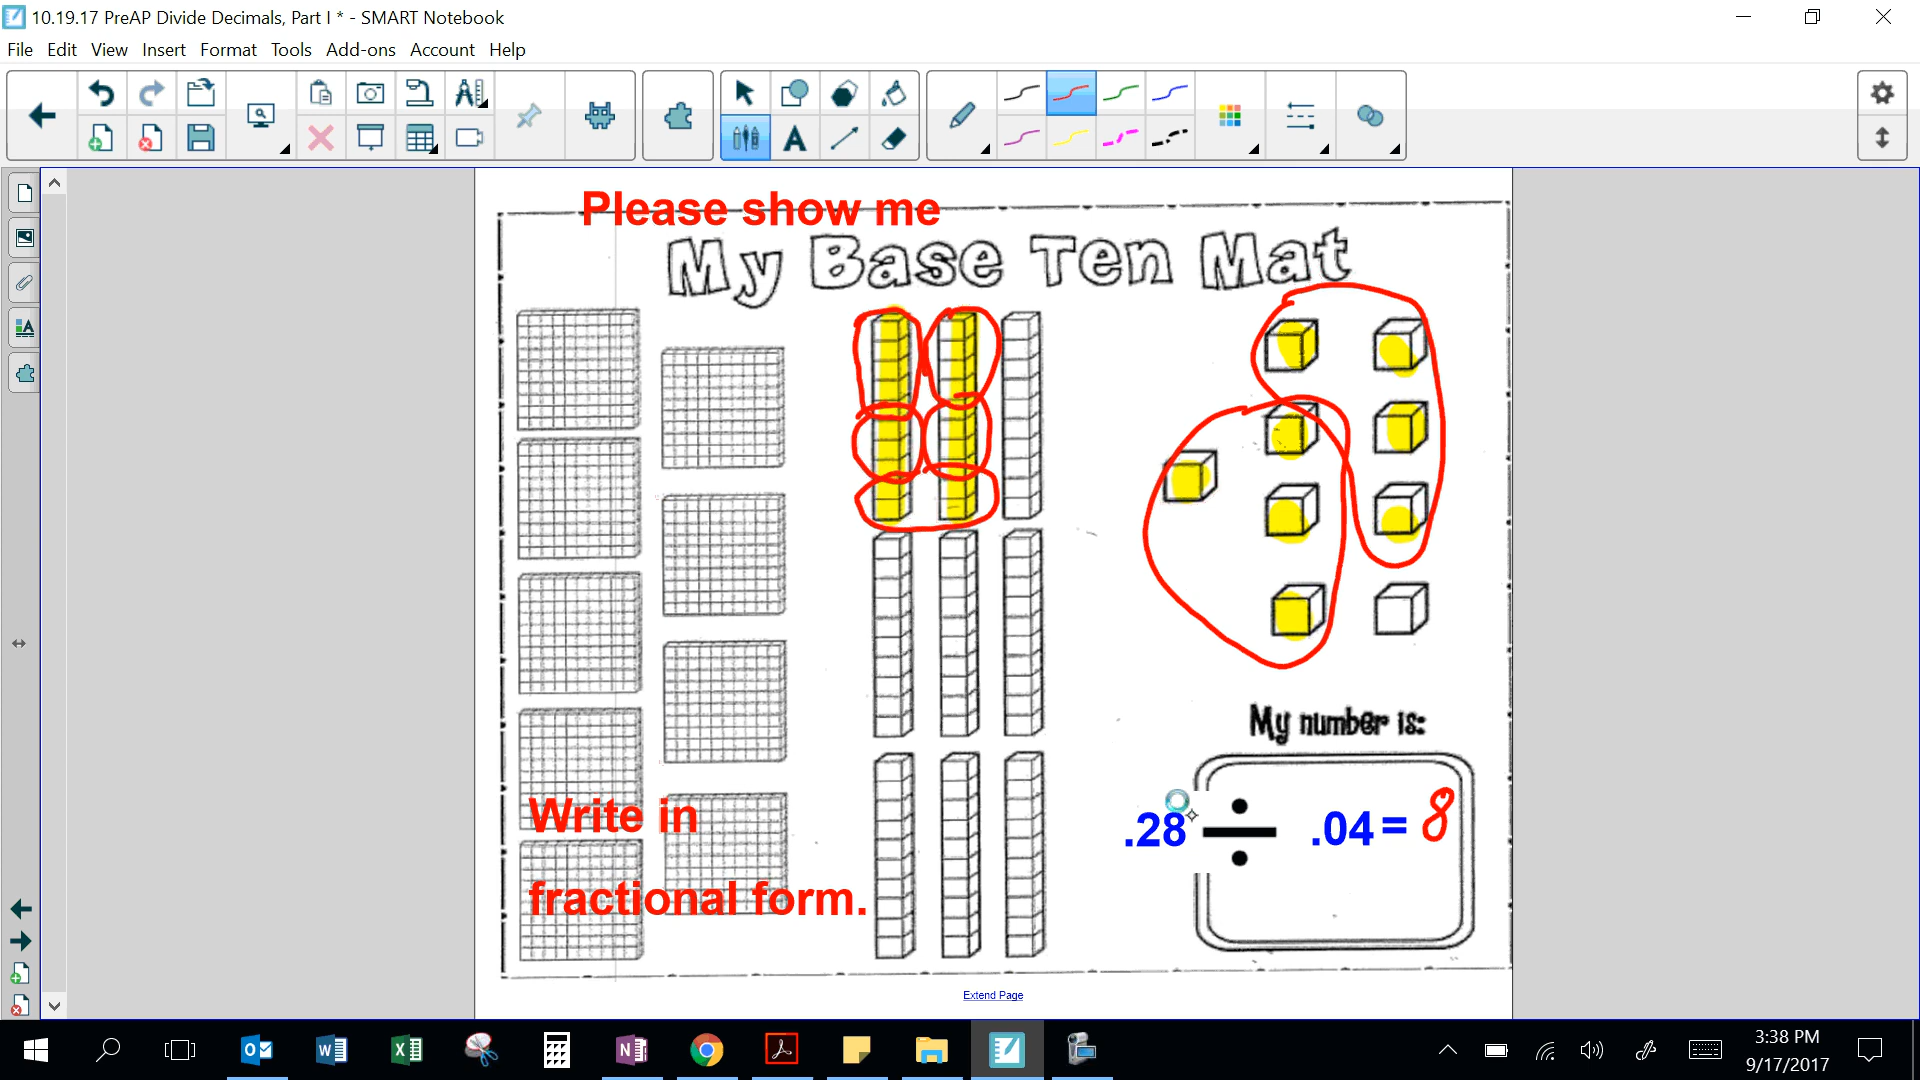 10.19.17 PreAP Divide Decimals, Part I * - SMART Notebook
File Edit View Insert Format Tools Add-ons Account Help
Please show me
My Base Ten Mat
My number is:
.28 ÷ .04 = 8
Write in
fractional form.
Extend Page
3:38 PM
9/17/2017